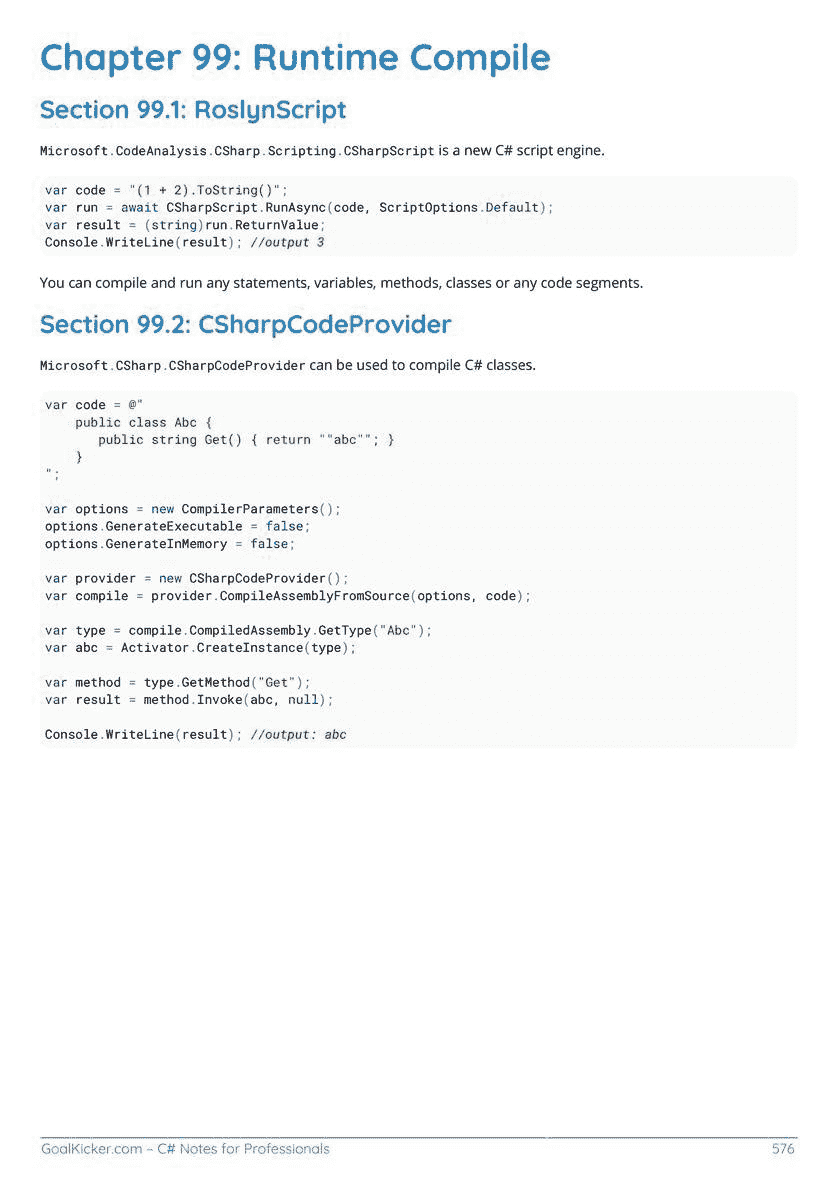 Chapter 99: Runtime Compile
Section 99.1: RoslynScript
Microsoft.CodeAnalysis.CSharp.Scripting.CSharpScript is a new C# script engine.
var code = "(1 + 2).ToString()";
var run = await CSharpScript.RunAsync(code, ScriptOptions.Default);
var result = (string)run.ReturnValue;
Console.WriteLine(result); //output 3
You can compile and run any statements, variables, methods, classes or any code segments.
Section 99.2: CSharpCodeProvider
Microsoft.CSharp.CSharpCodeProvider can be used to compile C# classes.
var code = @"
    public class Abc {
       public string Get() { return ""abc""; }
    }
";
var options = new CompilerParameters();
options.GenerateExecutable = false;
options.GenerateInMemory = false;
var provider = new CSharpCodeProvider();
var compile = provider.CompileAssemblyFromSource(options, code);
var type = compile.CompiledAssembly.GetType("Abc");
var abc = Activator.CreateInstance(type);
var method = type.GetMethod("Get");
var result = method.Invoke(abc, null);
Console.WriteLine(result); //output: abc
GoalKicker.com – C# Notes for Professionals 576